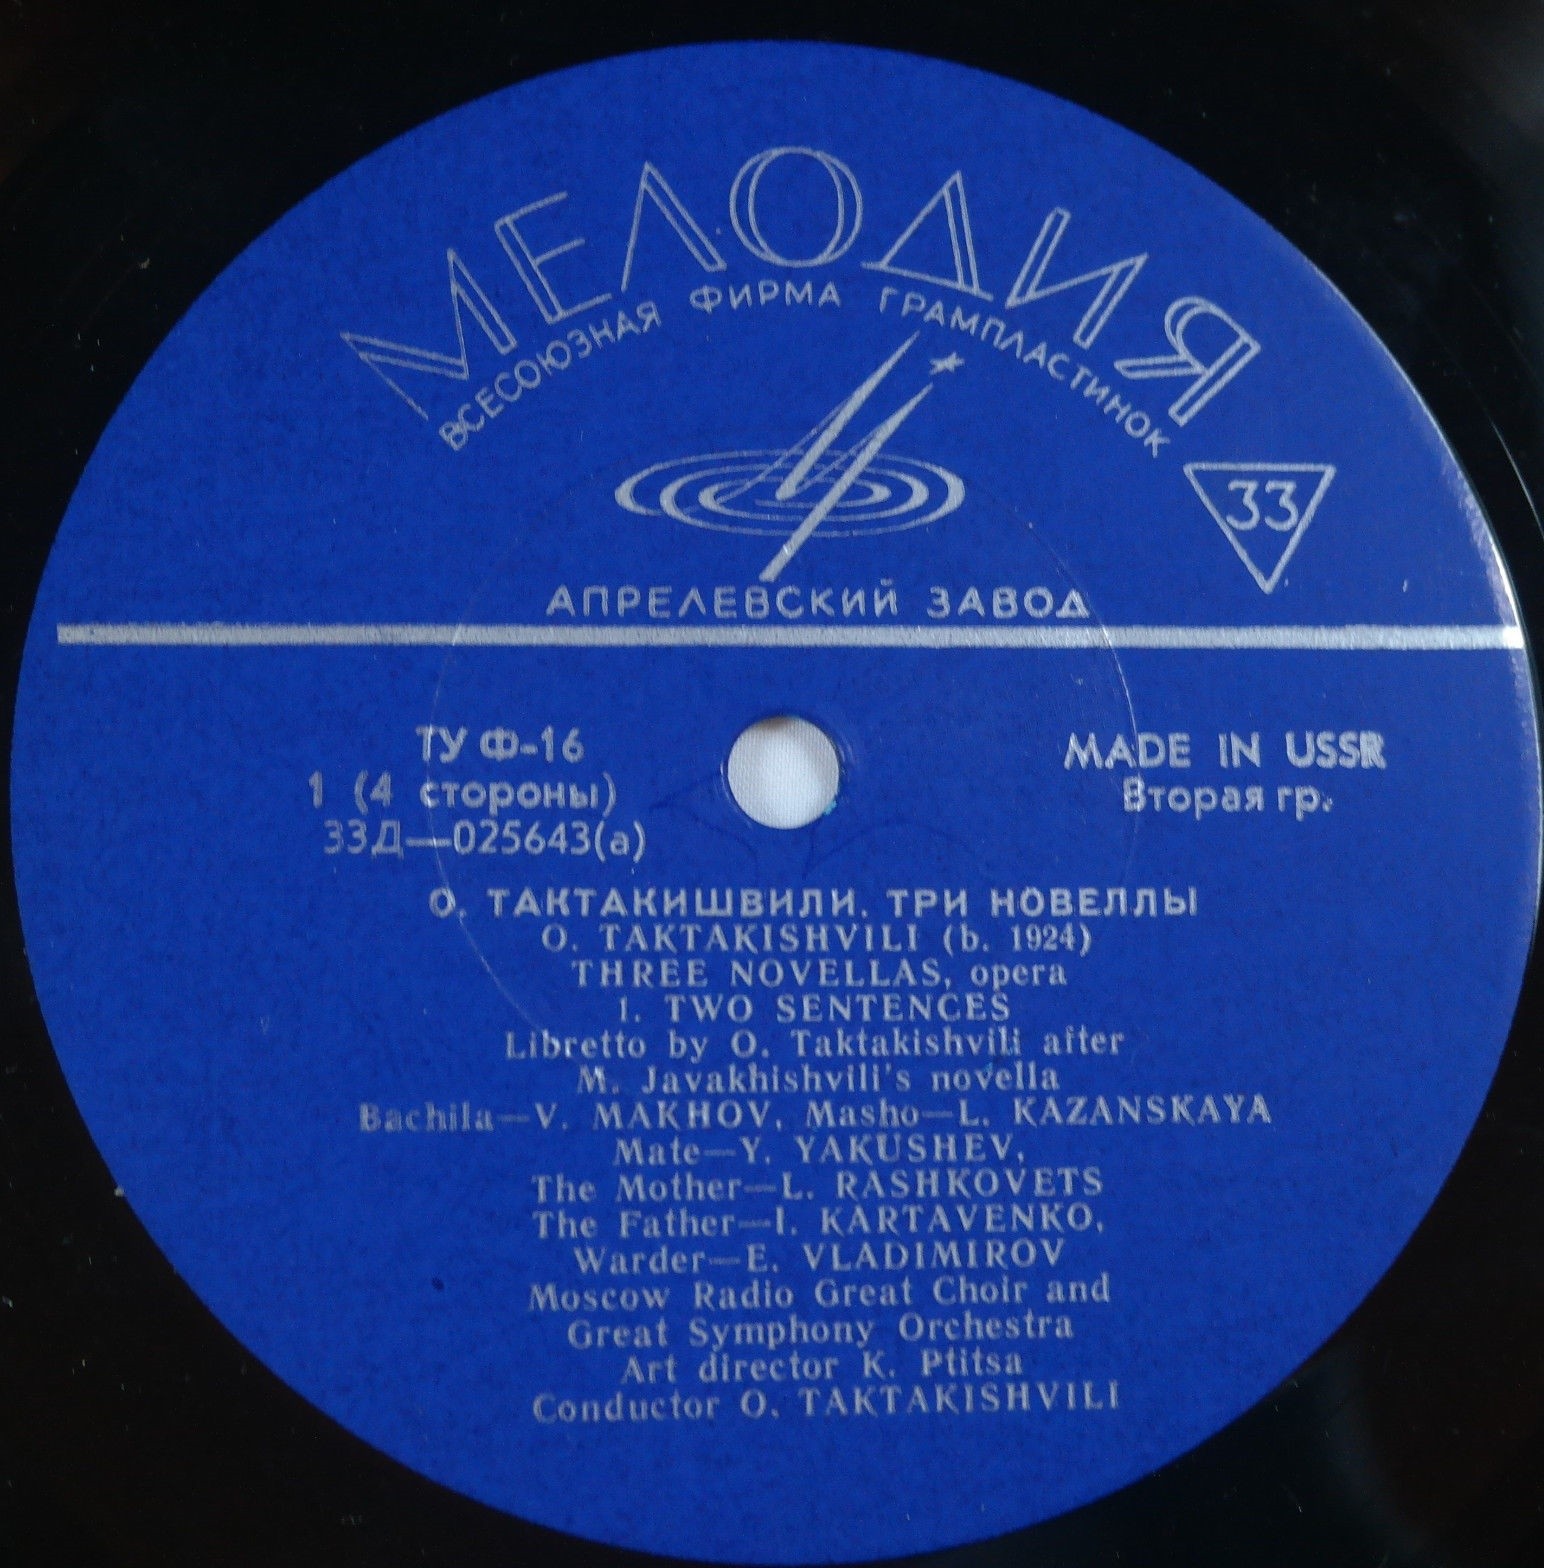 МЕЛОДИЯ
ВСЕСОЮЗНАЯ ФИРМА ГРАМПЛАСТИНОК
33
АПРЕЛЕВСКИЙ ЗАВОД
ТУ Ф-16
MADE IN USSR
1 (4 стороны)
Вторая гр.
33Д—025643(а)
О. ТАКТАКИШВИЛИ. ТРИ НОВЕЛЛЫ
O. TAKTAKISHVILI (b. 1924)
THREE NOVELLAS, opera
1. TWO SENTENCES
Libretto by O. Taktakishvili after
M. Javakhishvili's novella
Bachila—V. MAKHOV, Masho—L. KAZANSKAYA
Mate—Y. YAKUSHEV,
The Mother—L. RASHKOVETS
The Father—I. KARTAVENKO,
Warder—E. VLADIMIROV
Moscow Radio Great Choir and
Great Symphony Orchestra
Art director K. Ptitsa
Conductor O. TAKTAKISHVILI